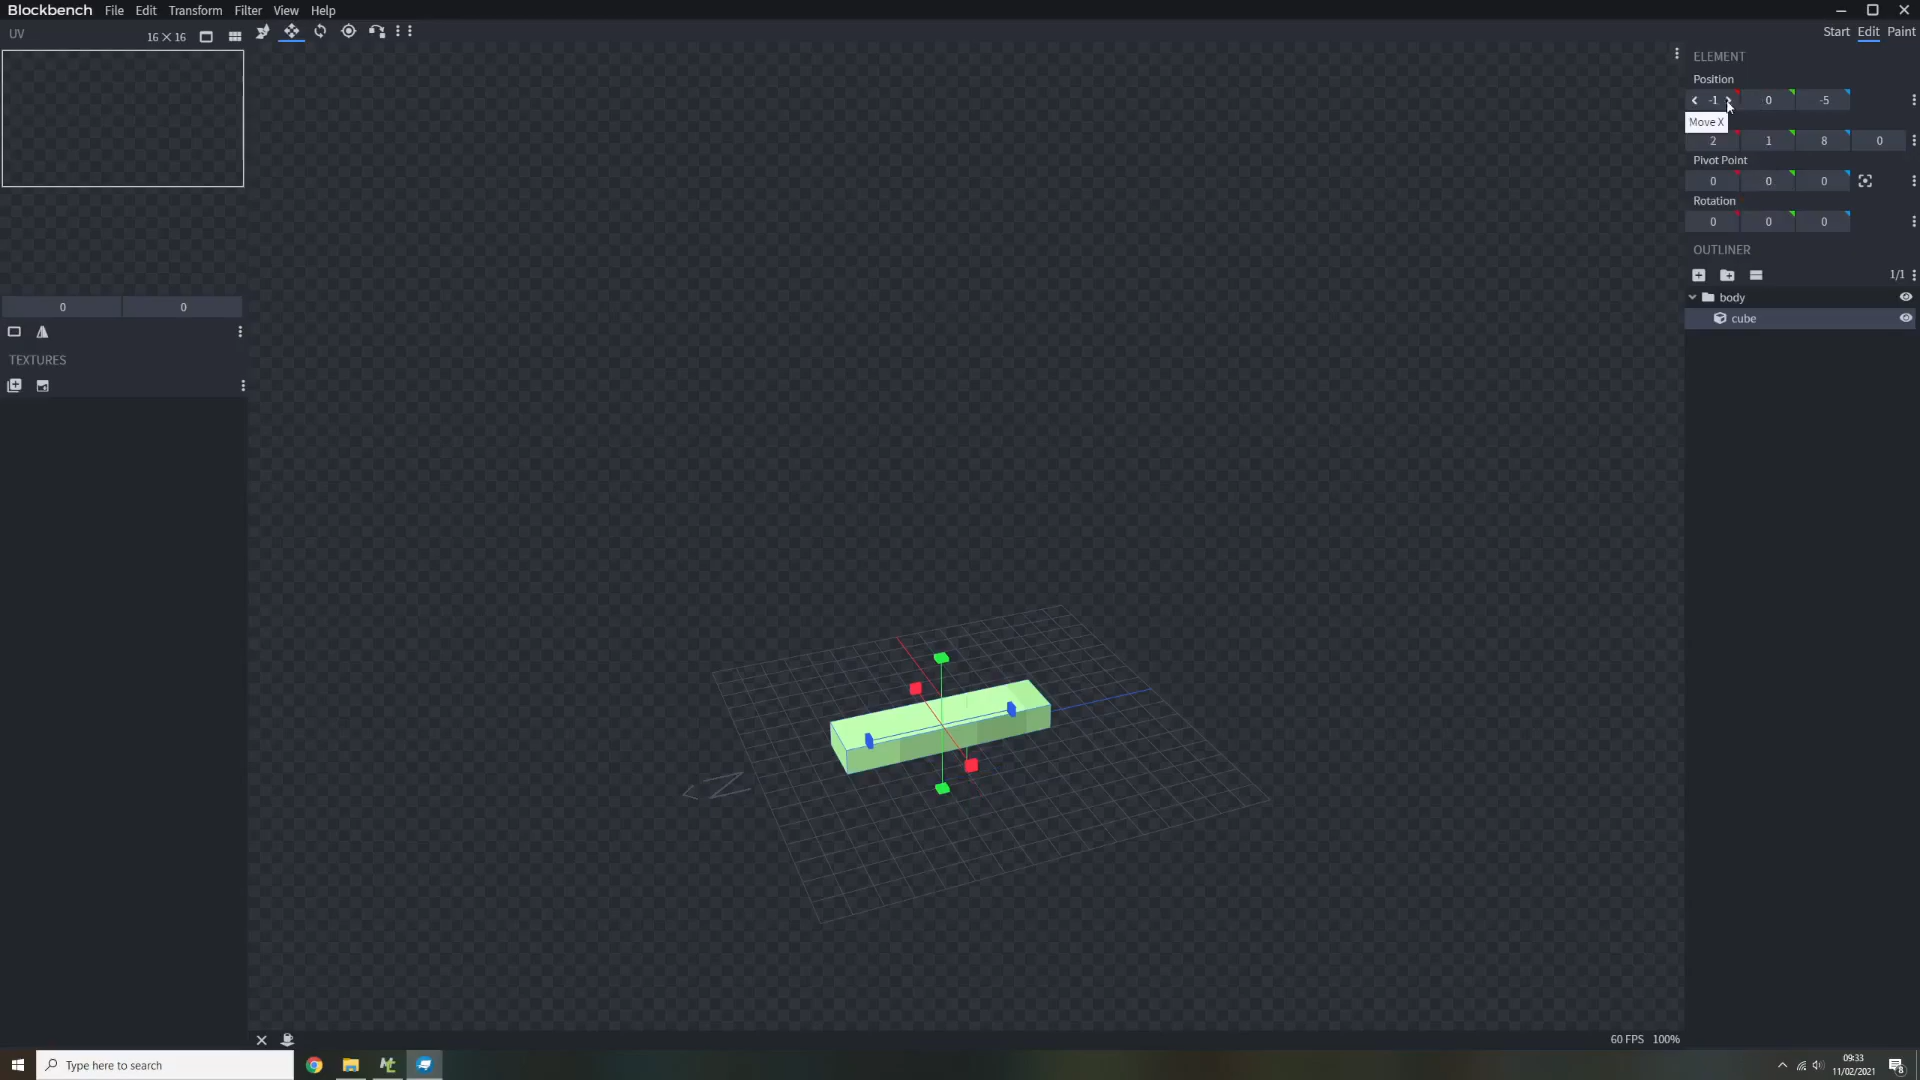 Blockbench File Edit Transform Filter View Help
UV 16 × 16
Start Edit Paint
ELEMENT
Position
-1 0 -5
Move X
2 1 8 0
Pivot Point
0 0 0
Rotation
0 0 0
OUTLINER
1/1
body
cube
0 0
TEXTURES
N
60 FPS 100%
Type here to search
09:33
11/02/2021
8